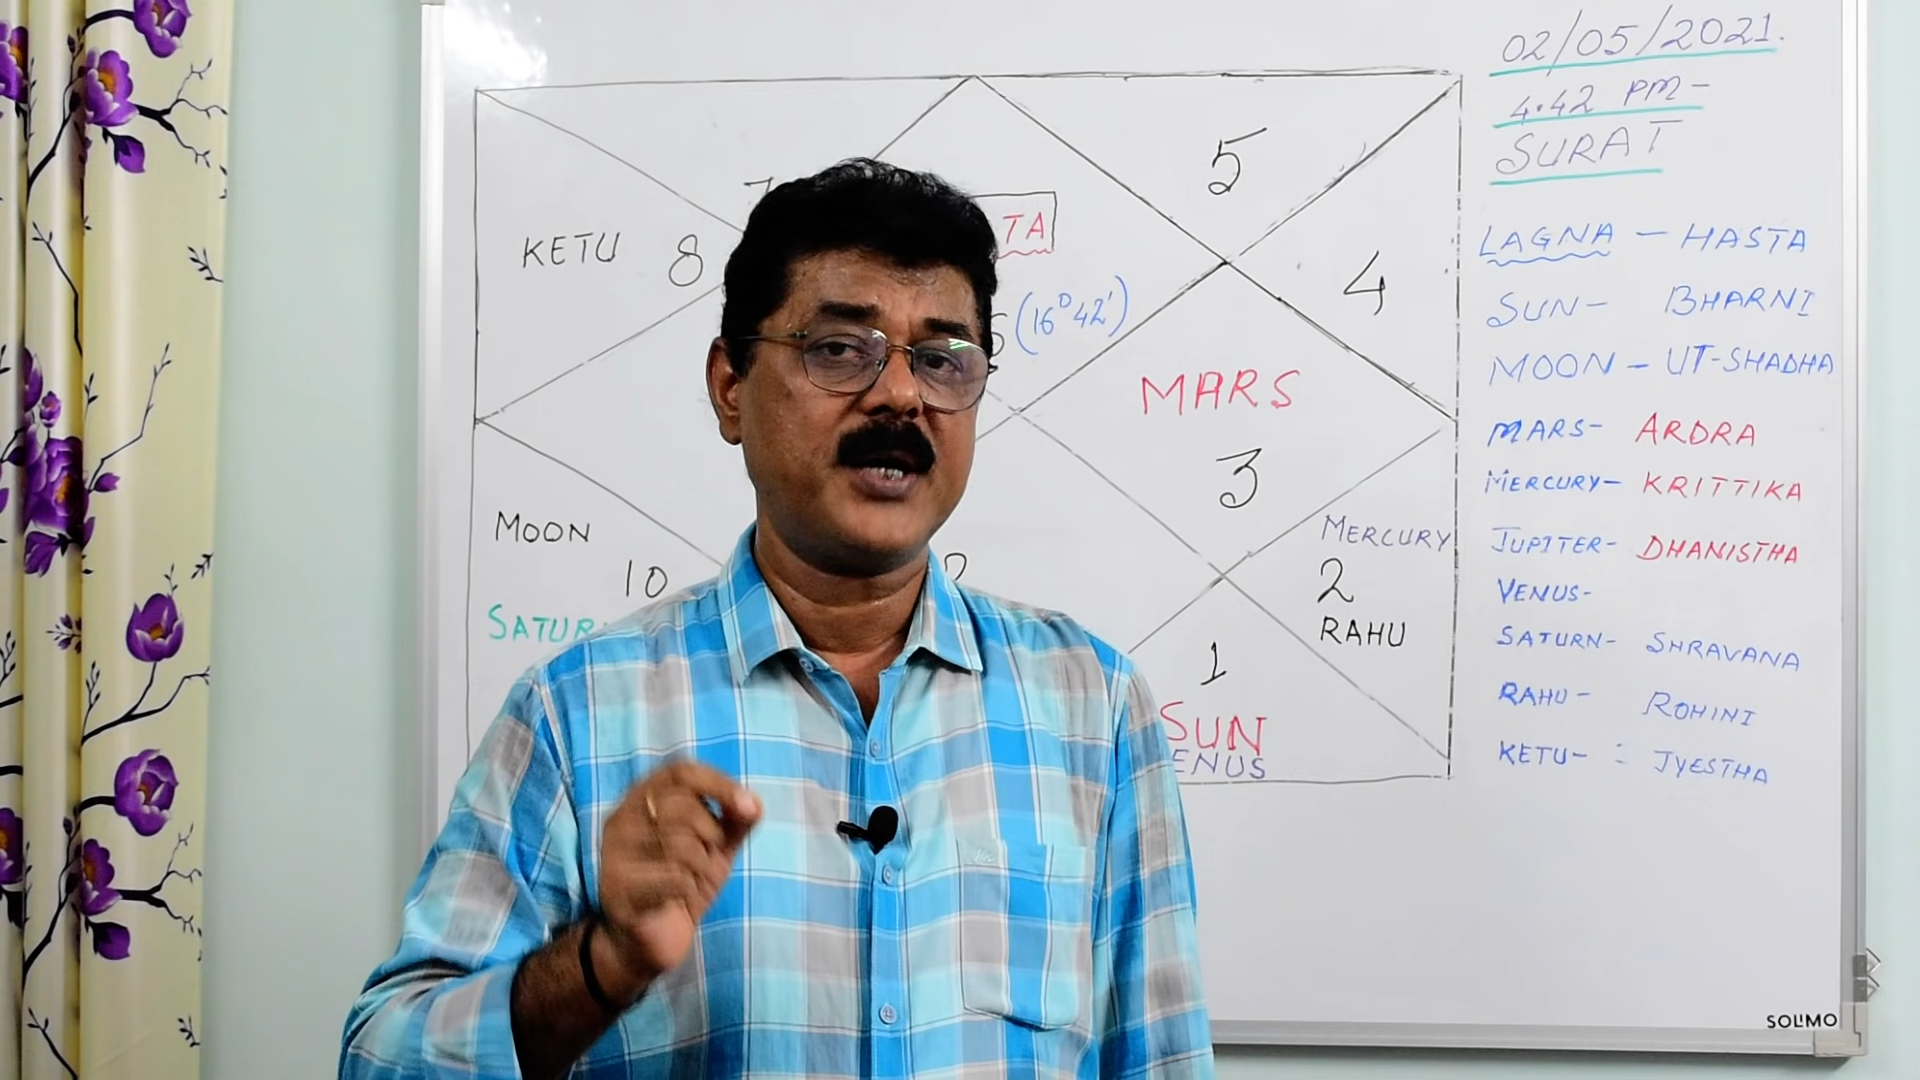 5
TA
KETU
8
4
(16°42')
MARS
3
MOON
10
MERCURY
2
RAHU
1
SUN
ENUS
02/05/2021.
4.42 PM-
SURAT
LAGNA - HASTA
SUN- BHARNI
MOON - UT-SHADHA
MARS- ARDRA
MERCURY- KRITTIKA
JUPITER- DHANISTHA
VENUS-
SATURN- SHRAVANA
RAHU- ROHINI
KETU- : JYESTHA
SOLIMO